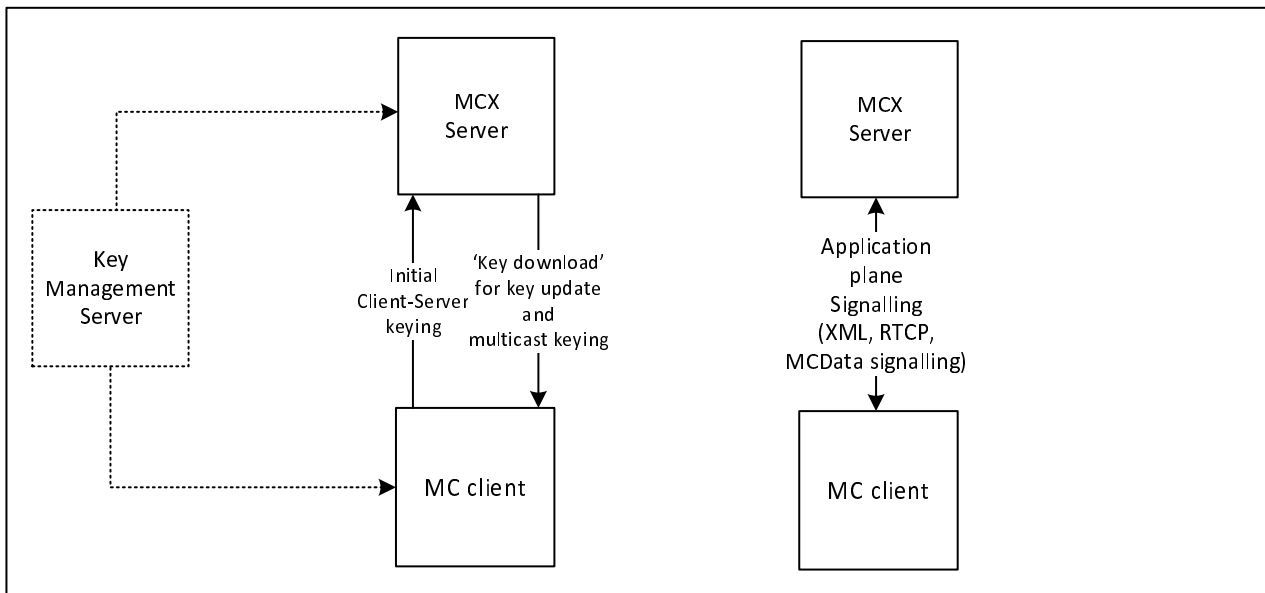 MCX
Server
Key
Management
Server
Initial
Client-Server
keying
‘Key download’
for key update
and
multicast keying
MC client
MCX
Server
Application
plane
Signalling
(XML, RTCP,
MCData signalling)
MC client